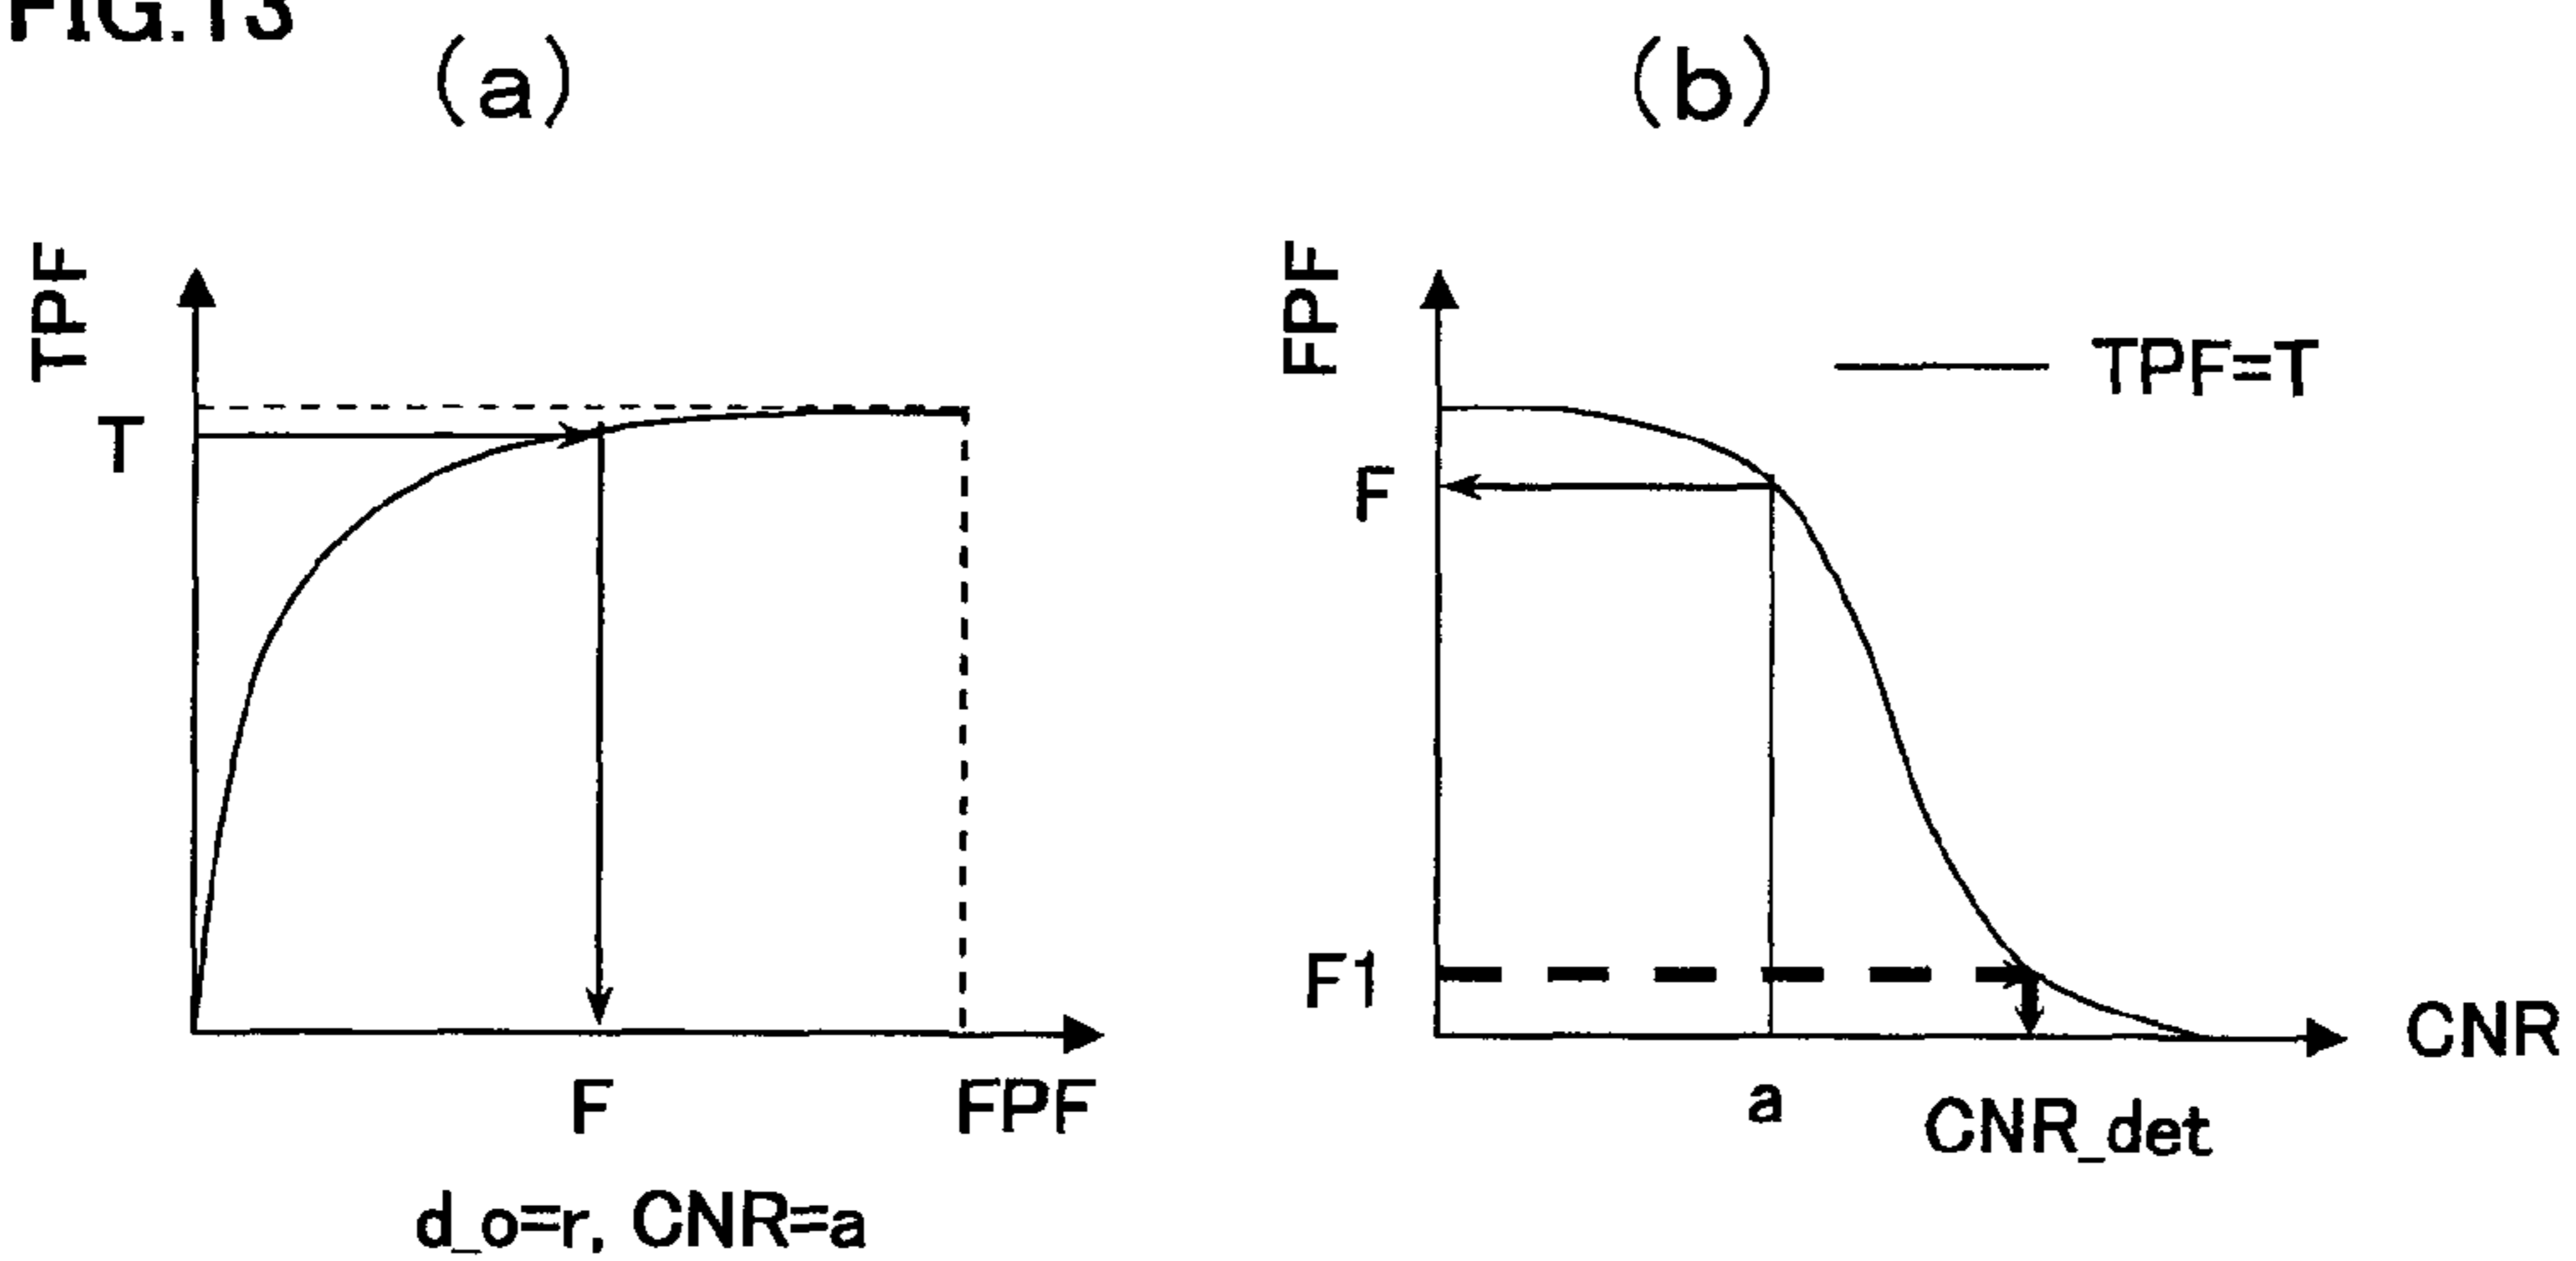 FIG.13
(a)
TPF
T
F
FPF
d_o=r, CNR=a
(b)
FPF
TPF=T
F
F1
CNR
a
CNR_det